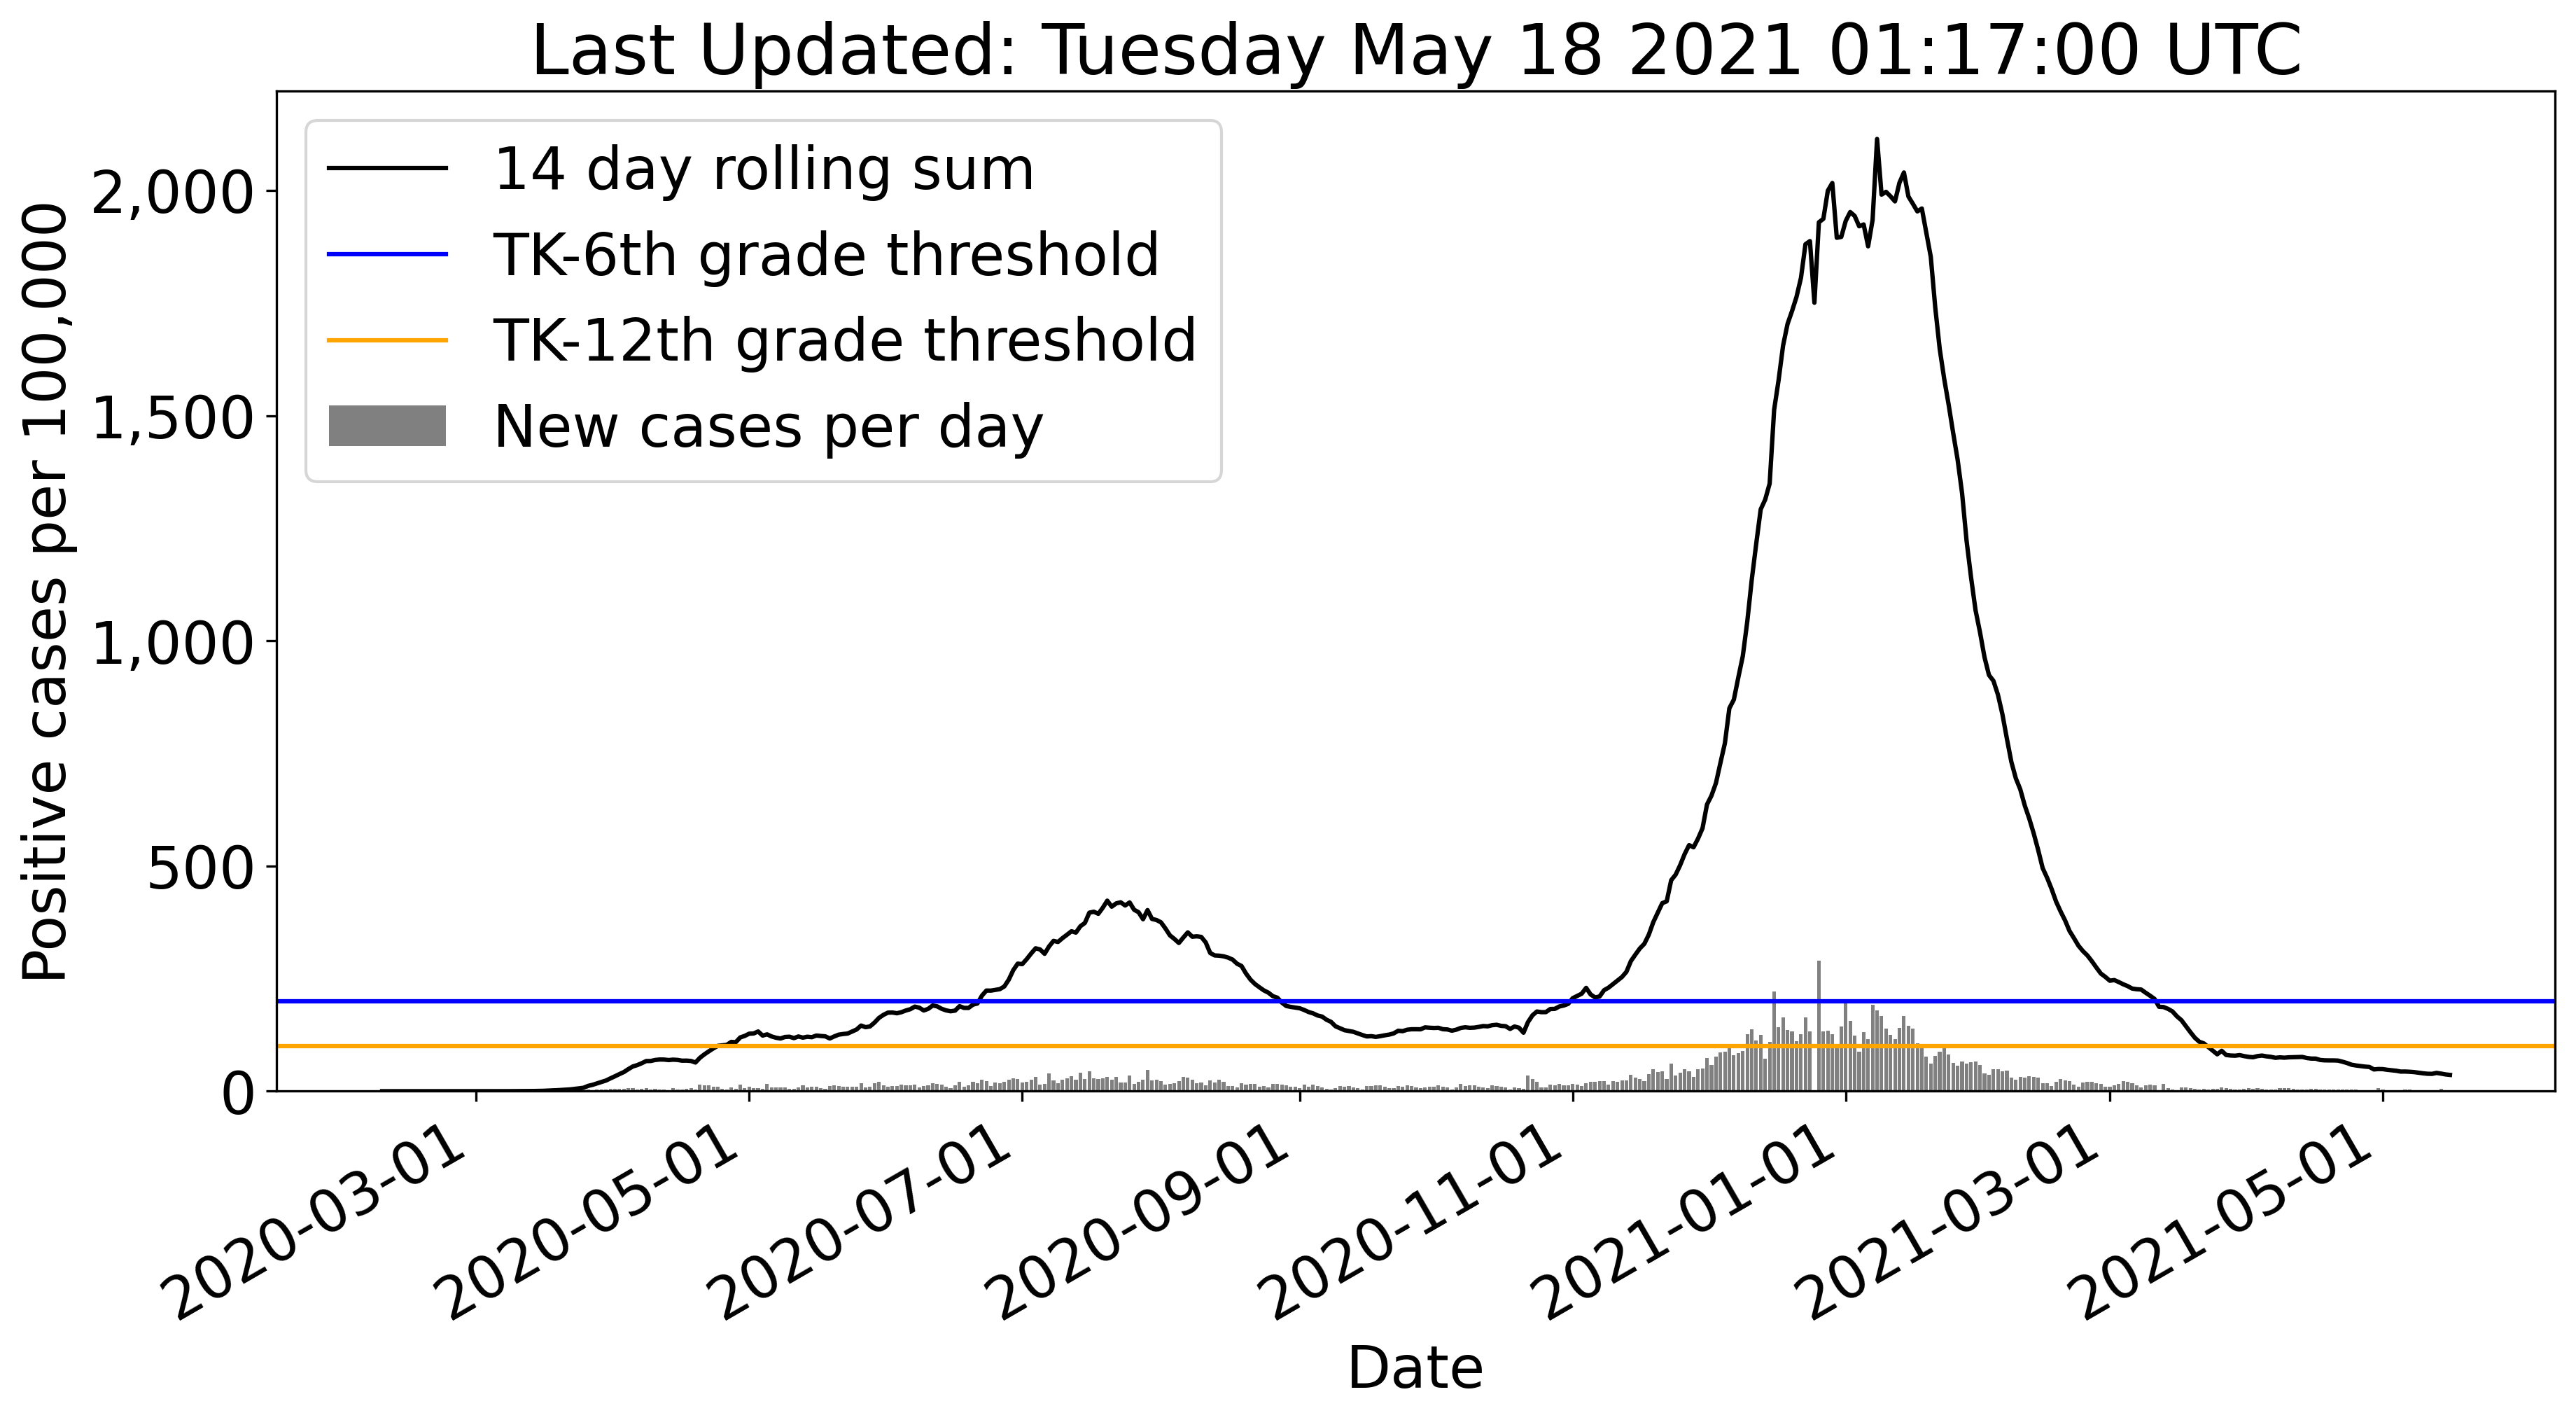 Last Updated: Tuesday May 18 2021 01:17:00 UTC
14 day rolling sum
TK-6th grade threshold
TK-12th grade threshold
New cases per day
Positive cases per 100,000
2,000
1,500
1,000
500
0
2020-03-01
2020-05-01
2020-07-01
2020-09-01
2020-11-01
2021-01-01
2021-03-01
2021-05-01
Date